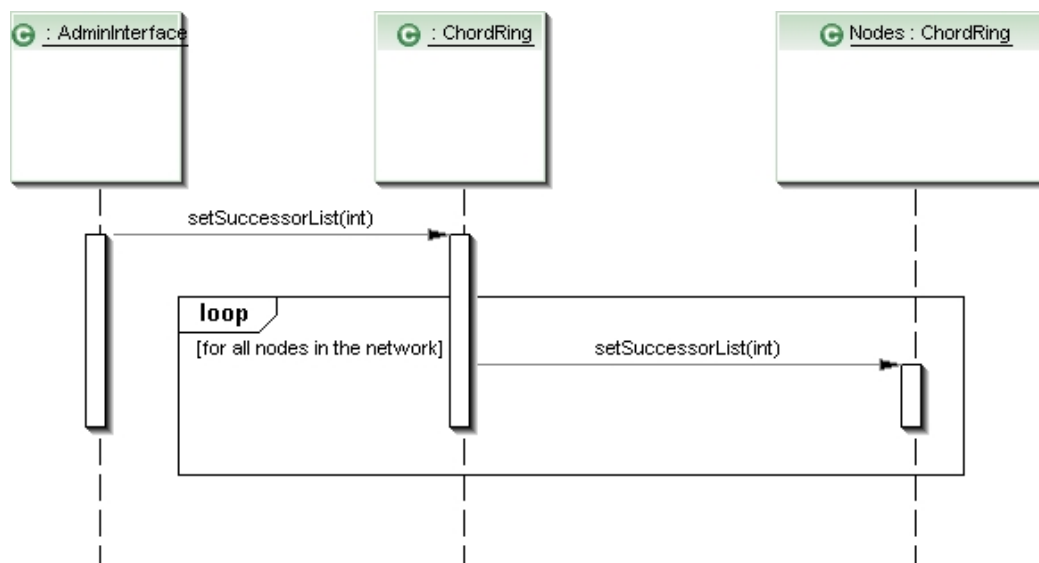 C : AdminInterface
C : ChordRing
C Nodes : ChordRing
setSuccessorList(int)
loop
[for all nodes in the network]
setSuccessorList(int)